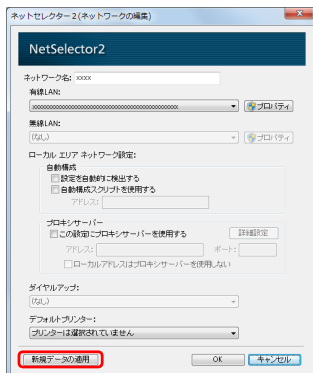 ネットセレクター2(ネットワークの編集)
NetSelector2
ネットワーク名: xxxx
有線LAN:
xxxxxxxxxxxxxxxxxxxxxxxxxxxxxxxxxxxxxxxxxxxxxxxx プロパティ
無線LAN:
(なし) プロパティ
ローカル エリア ネットワーク設定:
自動構成
設定を自動的に検出する
自動構成スクリプトを使用する
アドレス:
プロキシサーバー
この設定にプロキシサーバーを使用する 詳細設定
アドレス: ポート:
ローカルアドレスはプロキシサーバーを使用しない
ダイヤルアップ:
(なし)
デフォルトプリンター:
プリンターは選択されていません
新規データの適用 OK キャンセル